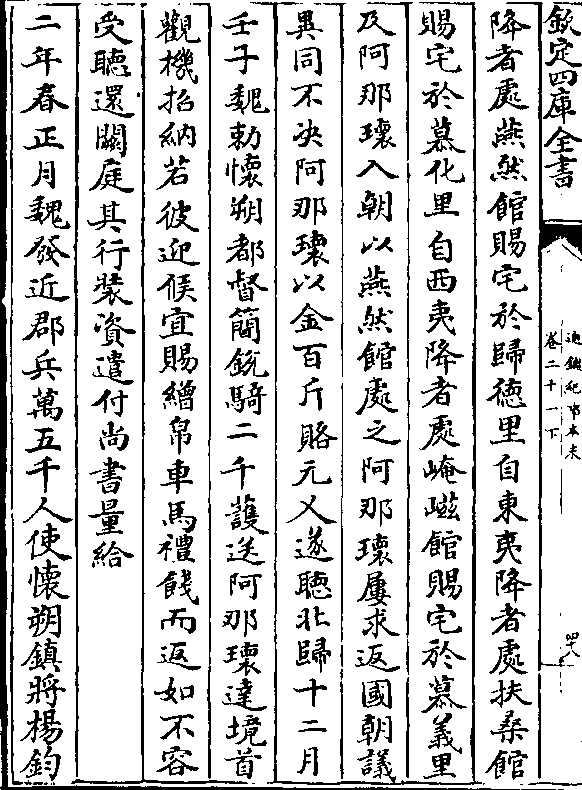 欽定四庫全書
通鑑紀事本末
卷二十一下
四八
降者處燕然館賜宅於歸德里自東夷降者處扶桑館
賜宅於慕化里自西夷降者處崦嵫館賜宅於慕義里
及阿那瓌入朝以燕然館處之阿那瓌屢求返國朝議
異同不決阿那瓌以金百斤賂元乂遂聽北歸十二月
壬子魏勅懷朔都督簡銳騎二千護送阿那瓌達境首
觀機招納若彼迎候宜賜繒帛車馬禮餞而返如不容
受聽還闕庭其行裝資遣付尚書量給
二年春正月魏發近郡兵萬五千人使懷朔鎮將楊鈞